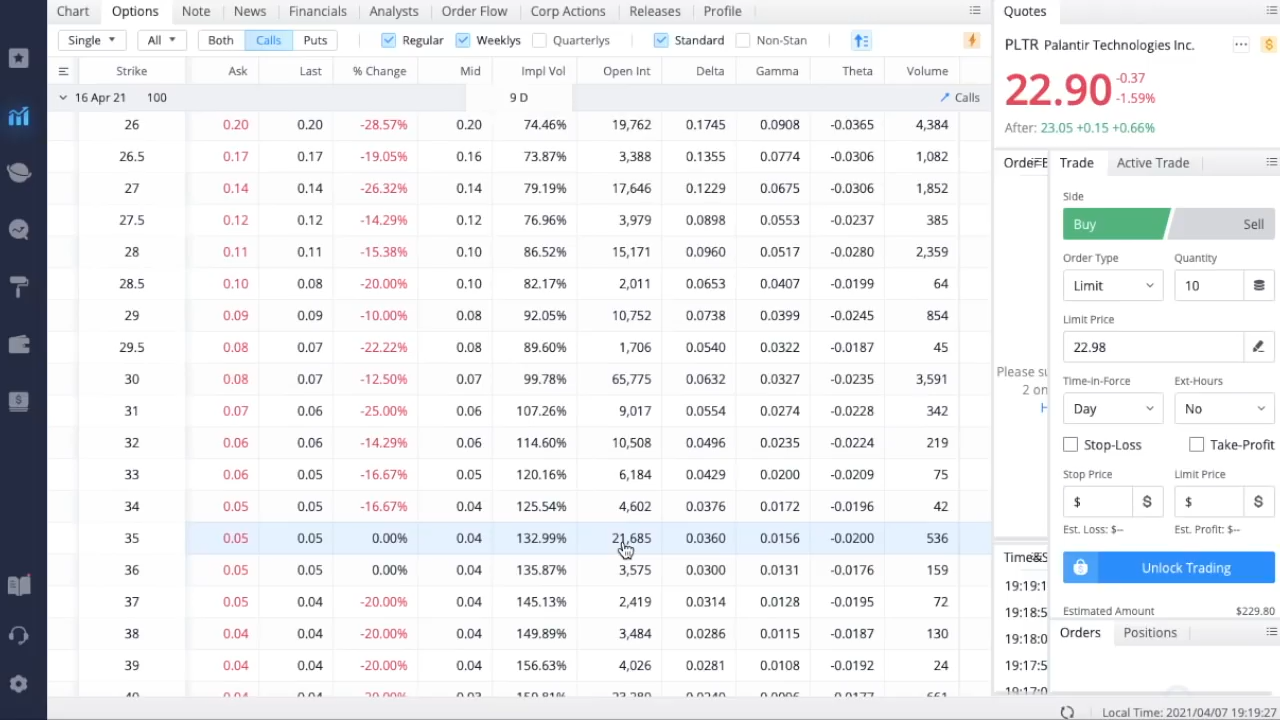 Chart Options Note News Financials Analysts Order Flow Corp Actions Releases Profile
Single All Both Calls Puts Regular Weeklys Quarterlys Standard Non-Stan
Strike Ask Last % Change Mid Impl Vol Open Int Delta Gamma Theta Volume
16 Apr 21 100 9 D Calls
26 0.20 0.20 -28.57% 0.20 74.46% 19,762 0.1745 0.0908 -0.0365 4,384
26.5 0.17 0.17 -19.05% 0.16 73.87% 3,388 0.1355 0.0774 -0.0306 1,082
27 0.14 0.14 -26.32% 0.14 79.19% 17,646 0.1229 0.0675 -0.0306 1,852
27.5 0.12 0.12 -14.29% 0.12 76.96% 3,979 0.0898 0.0553 -0.0237 385
28 0.11 0.11 -15.38% 0.10 86.52% 15,171 0.0960 0.0517 -0.0280 2,359
28.5 0.10 0.08 -20.00% 0.10 82.17% 2,011 0.0653 0.0407 -0.0199 64
29 0.09 0.09 -10.00% 0.08 92.05% 10,752 0.0738 0.0399 -0.0245 854
29.5 0.08 0.07 -22.22% 0.08 89.60% 1,706 0.0540 0.0322 -0.0187 45
30 0.08 0.07 -12.50% 0.07 99.78% 65,775 0.0632 0.0327 -0.0235 3,591
31 0.07 0.06 -25.00% 0.06 107.26% 9,017 0.0554 0.0274 -0.0228 342
32 0.06 0.06 -14.29% 0.06 114.60% 10,508 0.0496 0.0235 -0.0224 219
33 0.06 0.05 -16.67% 0.05 120.16% 6,184 0.0429 0.0200 -0.0209 75
34 0.05 0.05 -16.67% 0.04 125.54% 4,602 0.0376 0.0172 -0.0196 42
35 0.05 0.05 0.00% 0.04 132.99% 21,685 0.0360 0.0156 -0.0200 536
36 0.05 0.05 0.00% 0.04 135.87% 3,575 0.0300 0.0131 -0.0176 159
37 0.05 0.04 -20.00% 0.04 145.13% 2,419 0.0314 0.0128 -0.0195 72
38 0.04 0.04 -20.00% 0.04 149.89% 3,484 0.0286 0.0115 -0.0187 130
39 0.04 0.04 -20.00% 0.04 156.63% 4,026 0.0281 0.0108 -0.0192 24
Quotes
PLTR Palantir Technologies Inc.
22.90 -0.37
-1.59%
After: 23.05 +0.15 +0.66%
Trade Active Trade
Please
2 on
Side
Buy Sell
Order Type Quantity
Limit 10
Limit Price
22.98
Time-in-Force Ext-Hours
Day No
Stop-Loss Take-Profit
Stop Price Limit Price
$ $ $ $
Est. Loss: $-- Est. Profit: $--
Unlock Trading
Estimated Amount $229.80
Orders Positions
19:19:1
19:18:5
19:18:0
19:17:5
Local Time: 2021/04/07 19:19:27